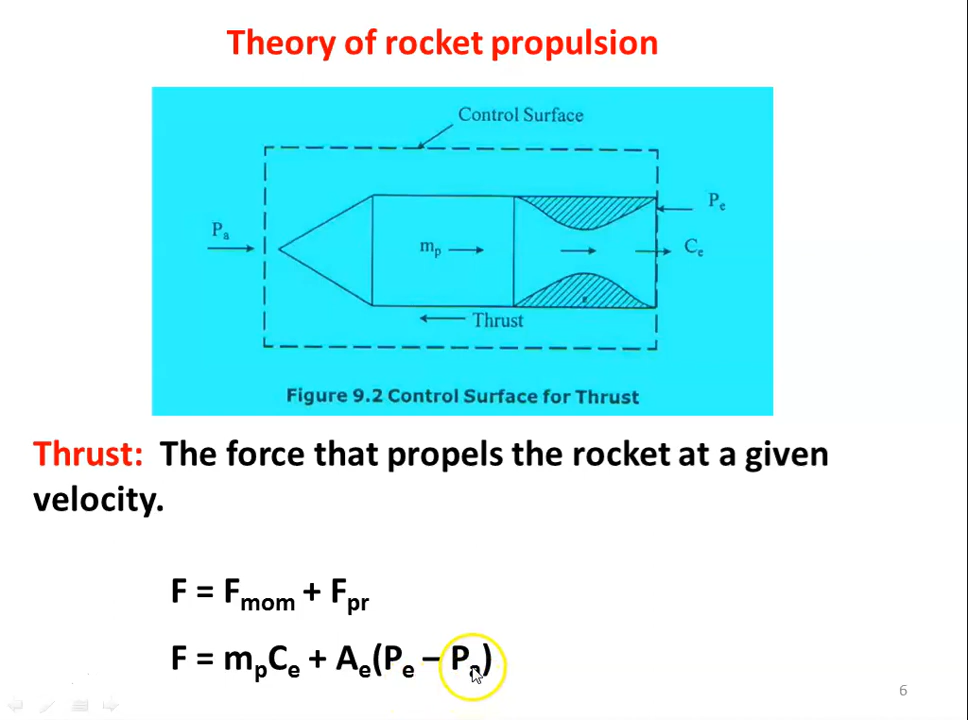 Theory of rocket propulsion
Control Surface
Pa
mp
Pe
Ce
Thrust
Figure 9.2 Control Surface for Thrust
Thrust: The force that propels the rocket at a given
velocity.
F = Fmom + Fpr
F = mpCe + Ae(Pe – Pa)
6